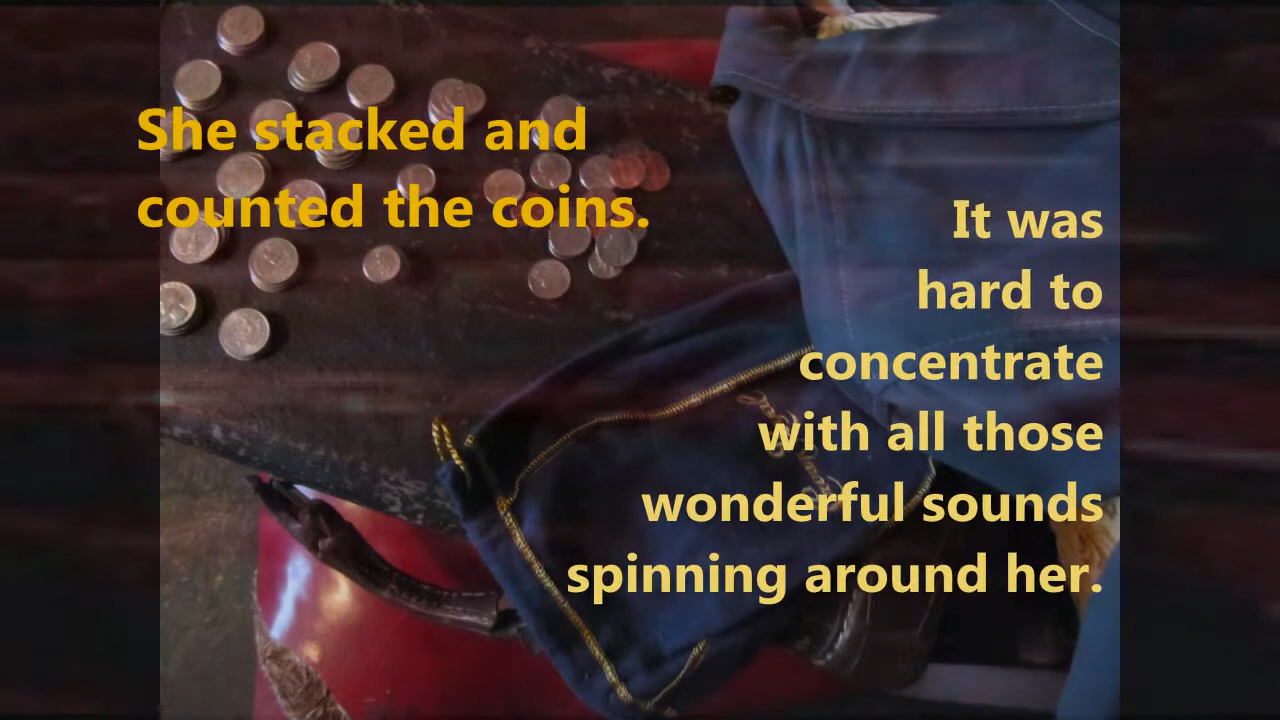 She stacked and
counted the coins.
It was
hard to
concentrate
with all those
wonderful sounds
spinning around her.